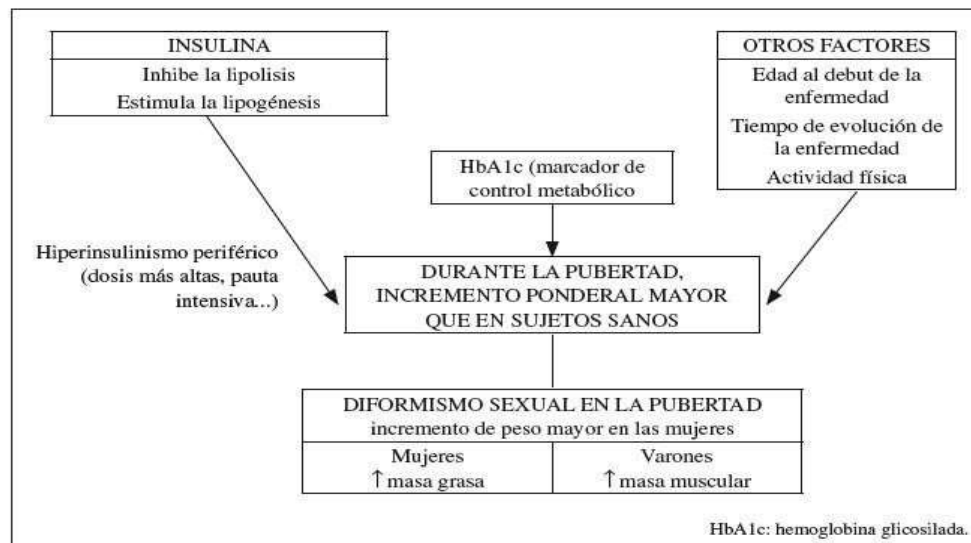 INSULINA
Inhibe la lipolisis
Estimula la lipogénesis
OTROS FACTORES
Edad al debut de la
enfermedad
Tiempo de evolución de
la enfermedad
Actividad física
HbA1c (marcador de
control metabólico
Hiperinsulinismo periférico
(dosis más altas, pauta
intensiva...)
DURANTE LA PUBERTAD,
INCREMENTO PONDERAL MAYOR
QUE EN SUJETOS SANOS
DIFORMISMO SEXUAL EN LA PUBERTAD
incremento de peso mayor en las mujeres
Mujeres
↑ masa grasa
Varones
↑ masa muscular
HbA1c: hemoglobina glicosilada.